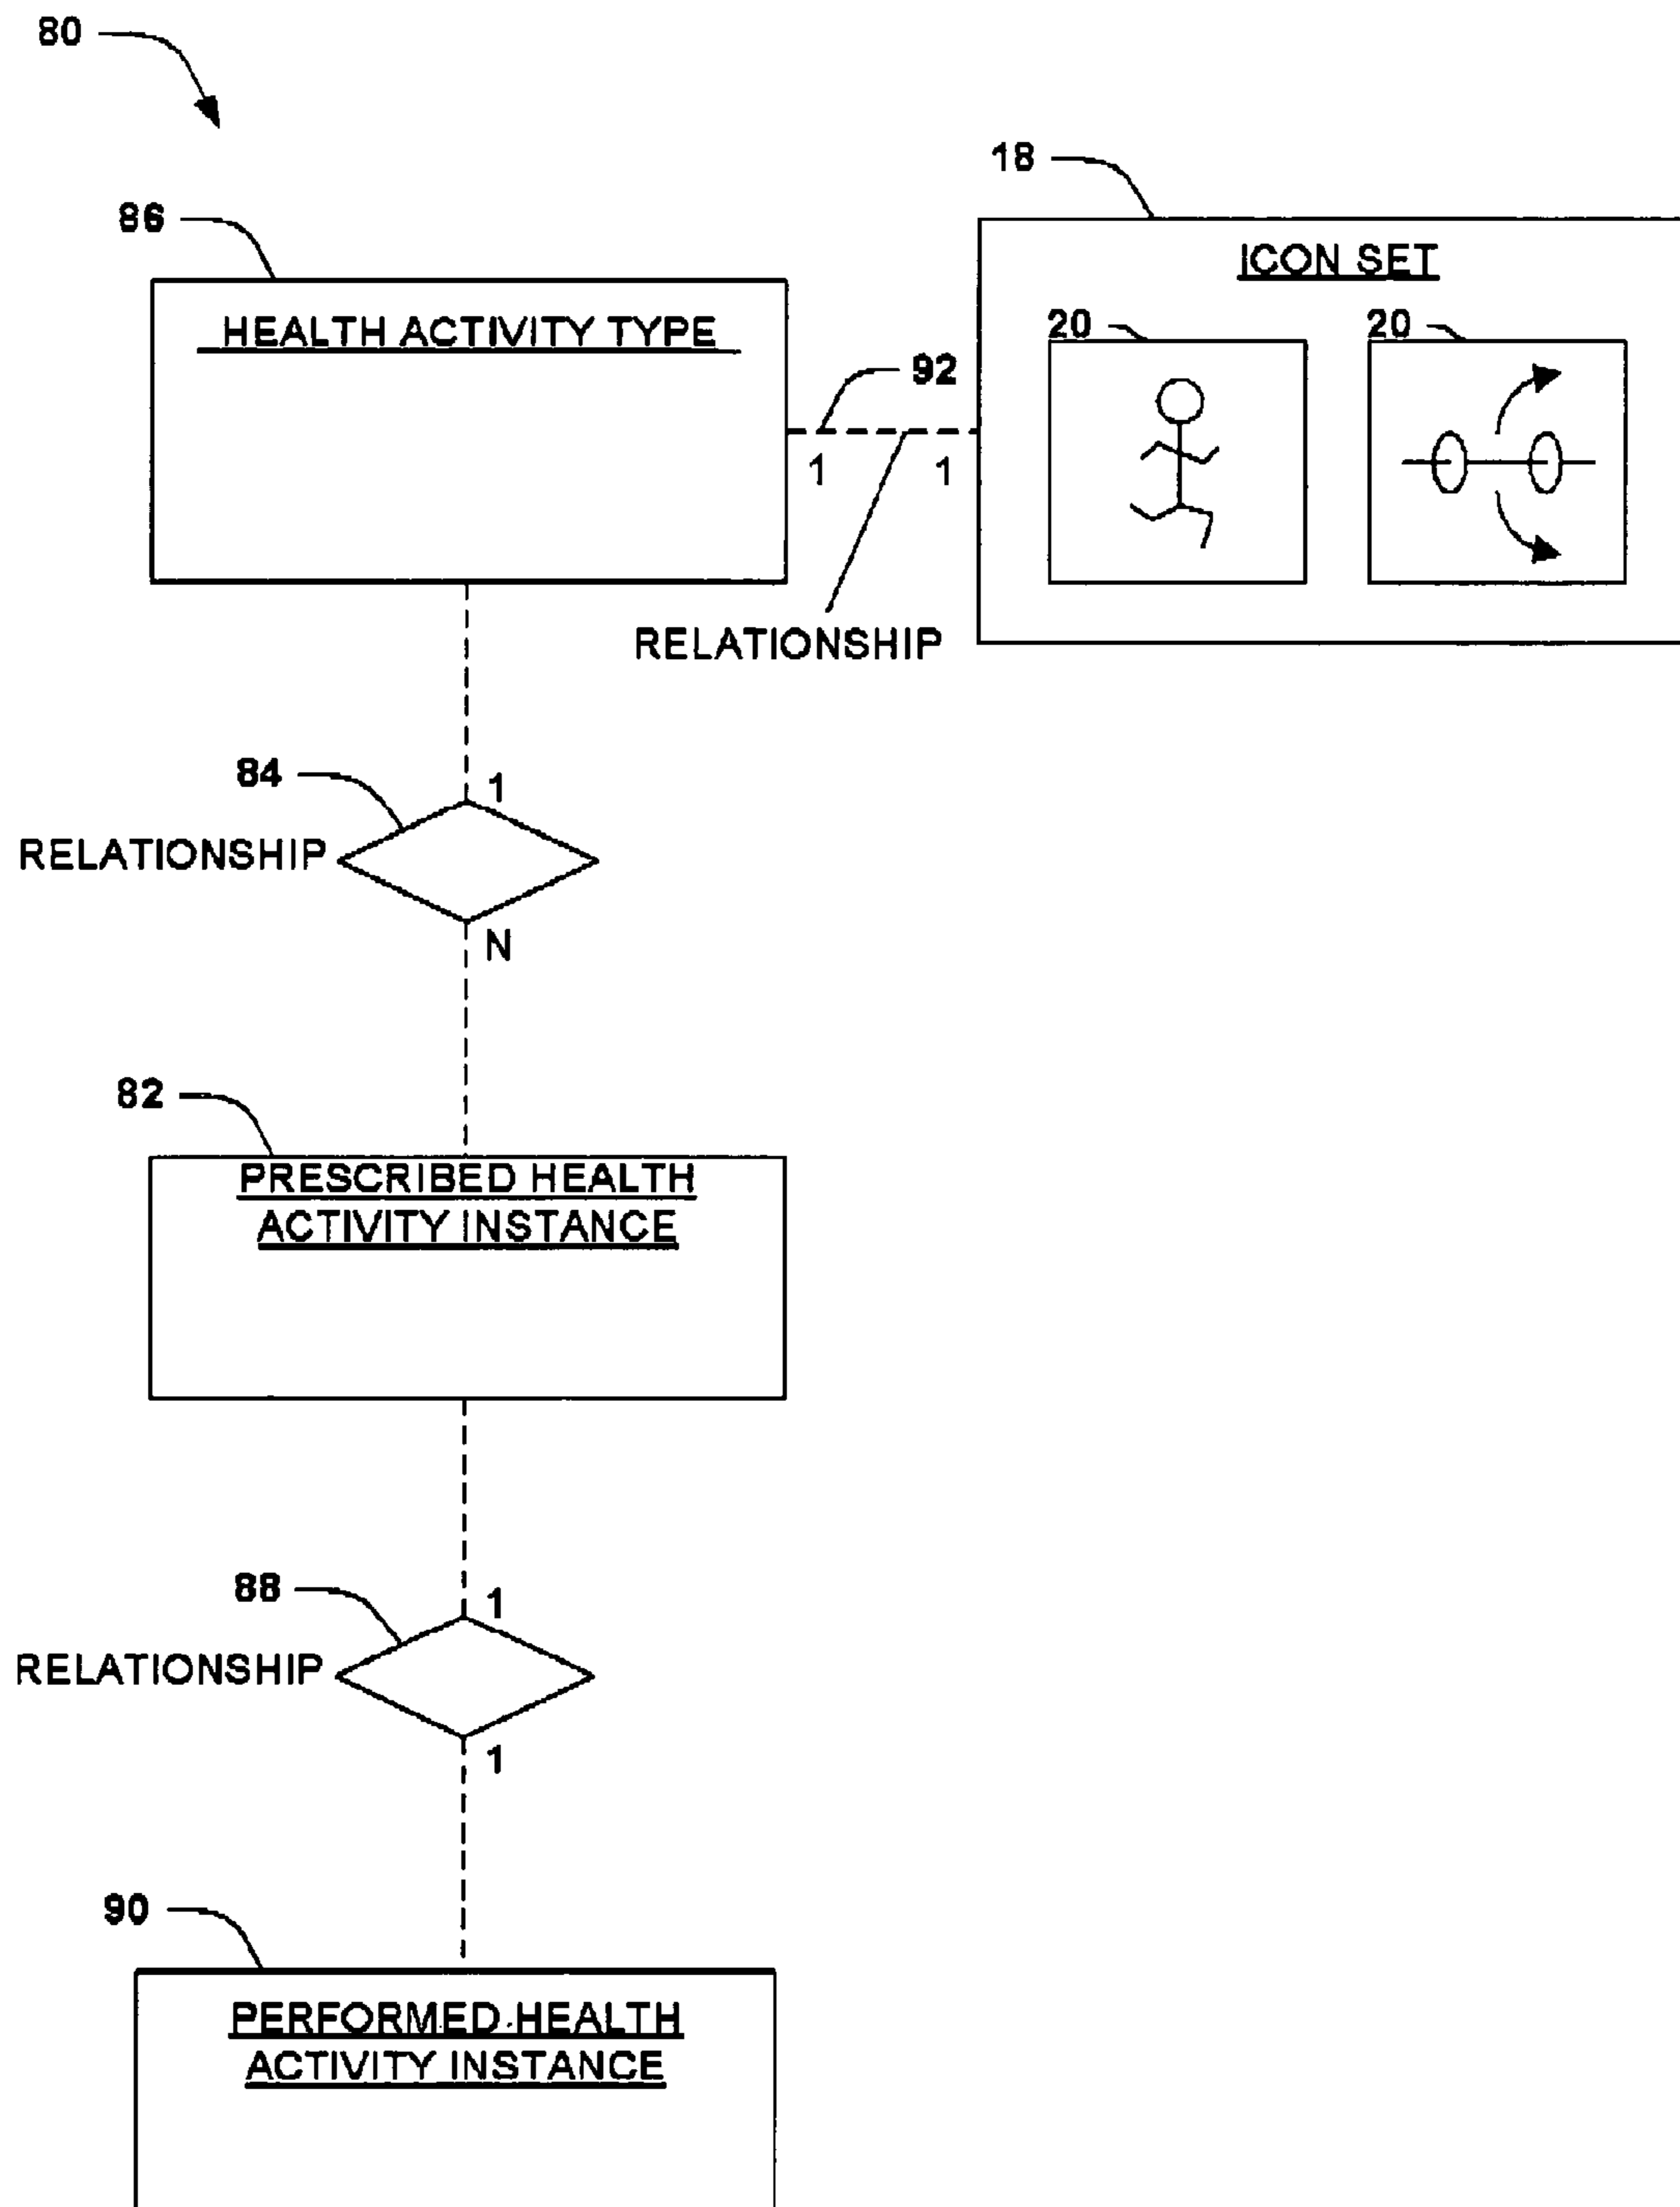 80
18
86
ICON SET
HEALTH ACTIVITY TYPE
20
20
92
1
1
RELATIONSHIP
84
1
RELATIONSHIP
N
82
PRESCRIBED HEALTH
ACTIVITY INSTANCE
88
1
RELATIONSHIP
1
90
PERFORMED HEALTH
ACTIVITY INSTANCE